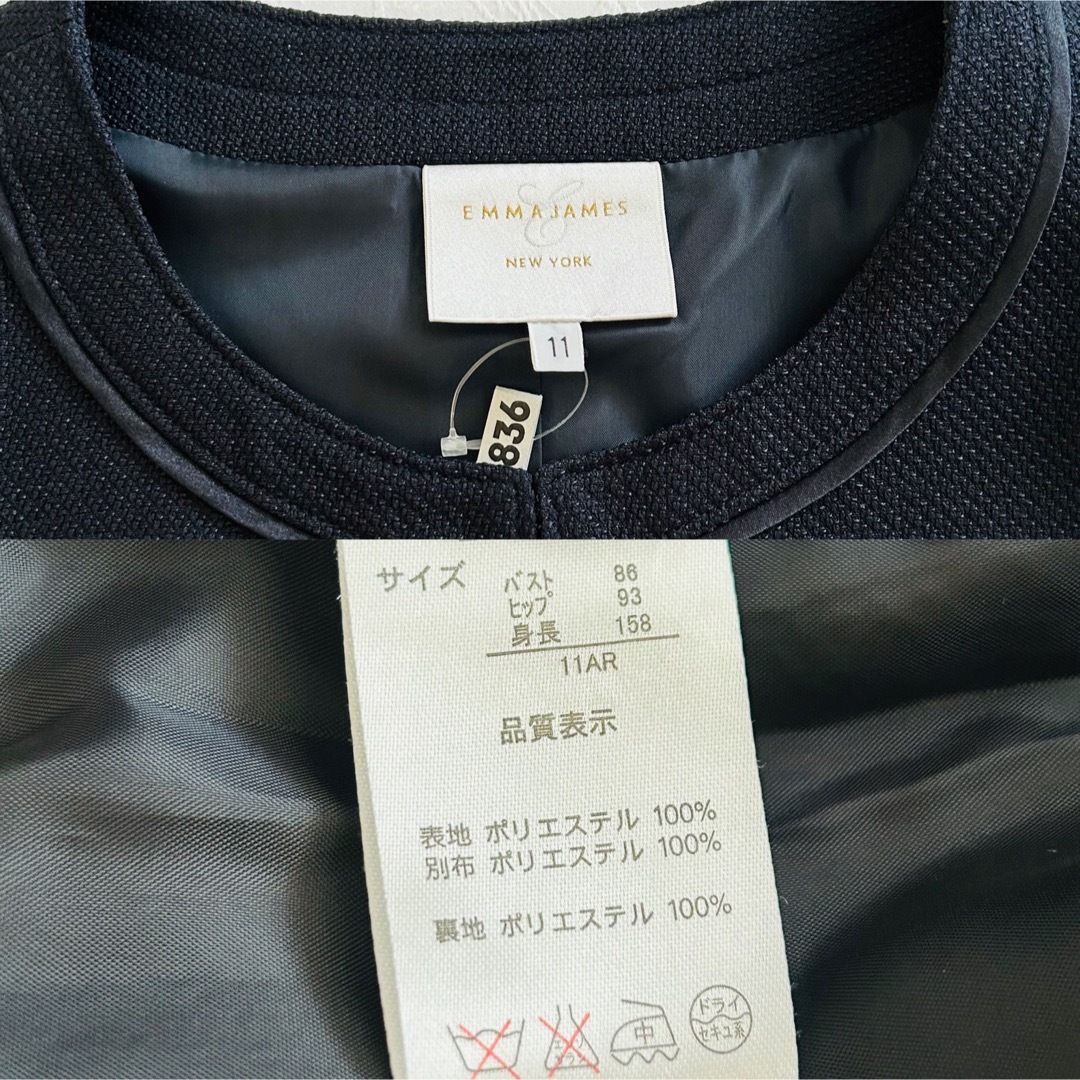 EMMA JAMES
NEW YORK
11
836
サイズ バスト 86
ヒップ 93
身長 158
11AR
品質表示
表地 ポリエステル 100%
別布 ポリエステル 100%
裏地 ポリエステル 100%
中
ドライ
セキユ系